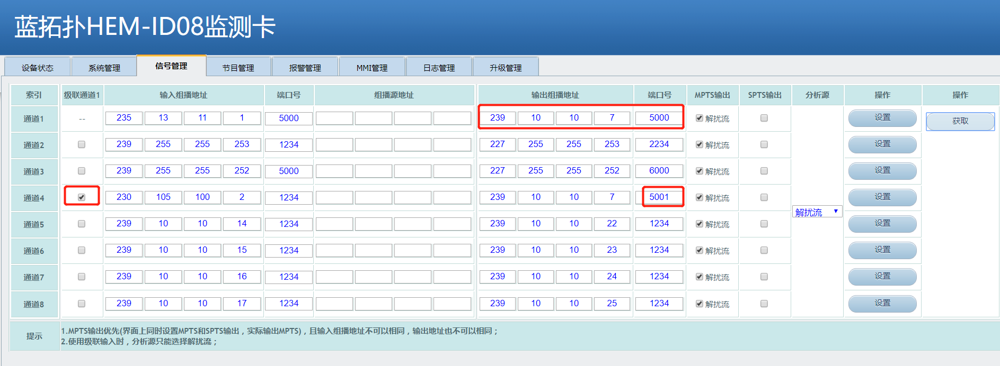 蓝拓扑HEM-ID08监测卡
设备状态 系统管理 信号管理 节目管理 报警管理 MMI管理 日志管理 升级管理
索引 级联通道1 输入组播地址 端口号 组播源地址 输出组播地址 端口号 MPTS输出 SPTS输出 分析源 操作 操作
通道1 -- 235 13 11 1 5000 239 10 10 7 5000 解扰流 设置 获取
通道2 239 255 255 253 1234 227 255 255 253 2234 解扰流 设置
通道3 239 255 255 252 5000 227 255 255 252 6000 解扰流 设置
通道4 230 105 100 2 1234 239 10 10 7 5001 解扰流 设置
解扰流
通道5 239 10 10 14 1234 239 10 10 22 1234 解扰流 设置
通道6 239 10 10 15 1234 239 10 10 23 1234 解扰流 设置
通道7 239 10 10 16 1234 239 10 10 24 1234 解扰流 设置
通道8 239 10 10 17 1234 239 10 10 25 1234 解扰流 设置
提示
1.MPTS输出优先(界面上同时设置MPTS和SPTS输出，实际输出MPTS)，且输入组播地址不可以相同，输出地址也不可以相同；
2.使用级联输入时，分析源只能选择解扰流；